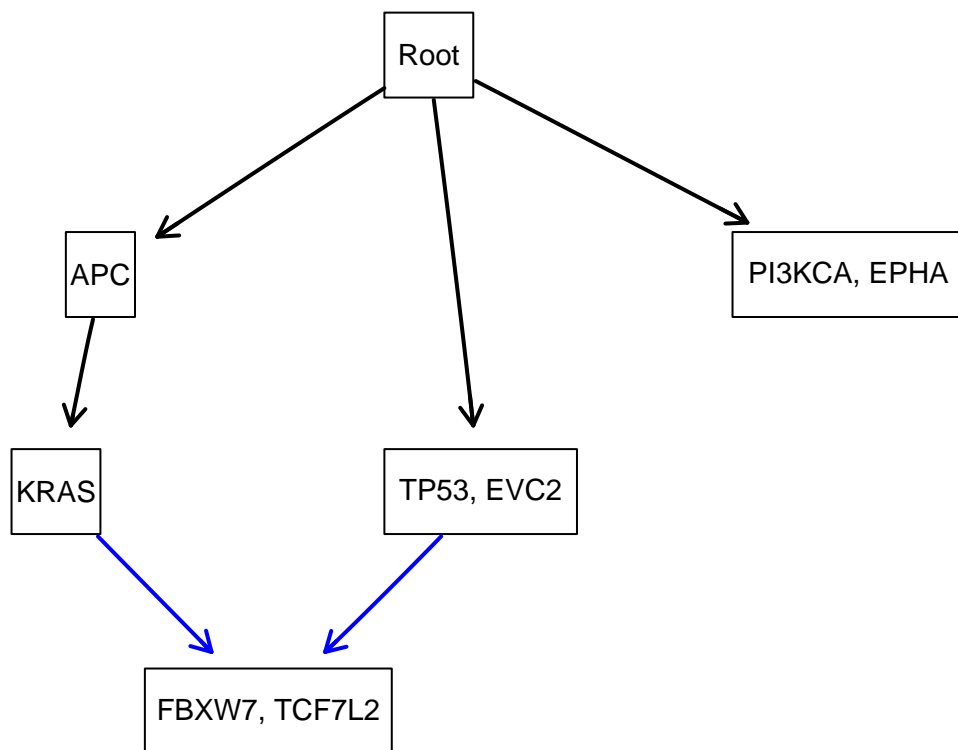 Root
APC
PI3KCA, EPHA
KRAS
TP53, EVC2
FBXW7, TCF7L2